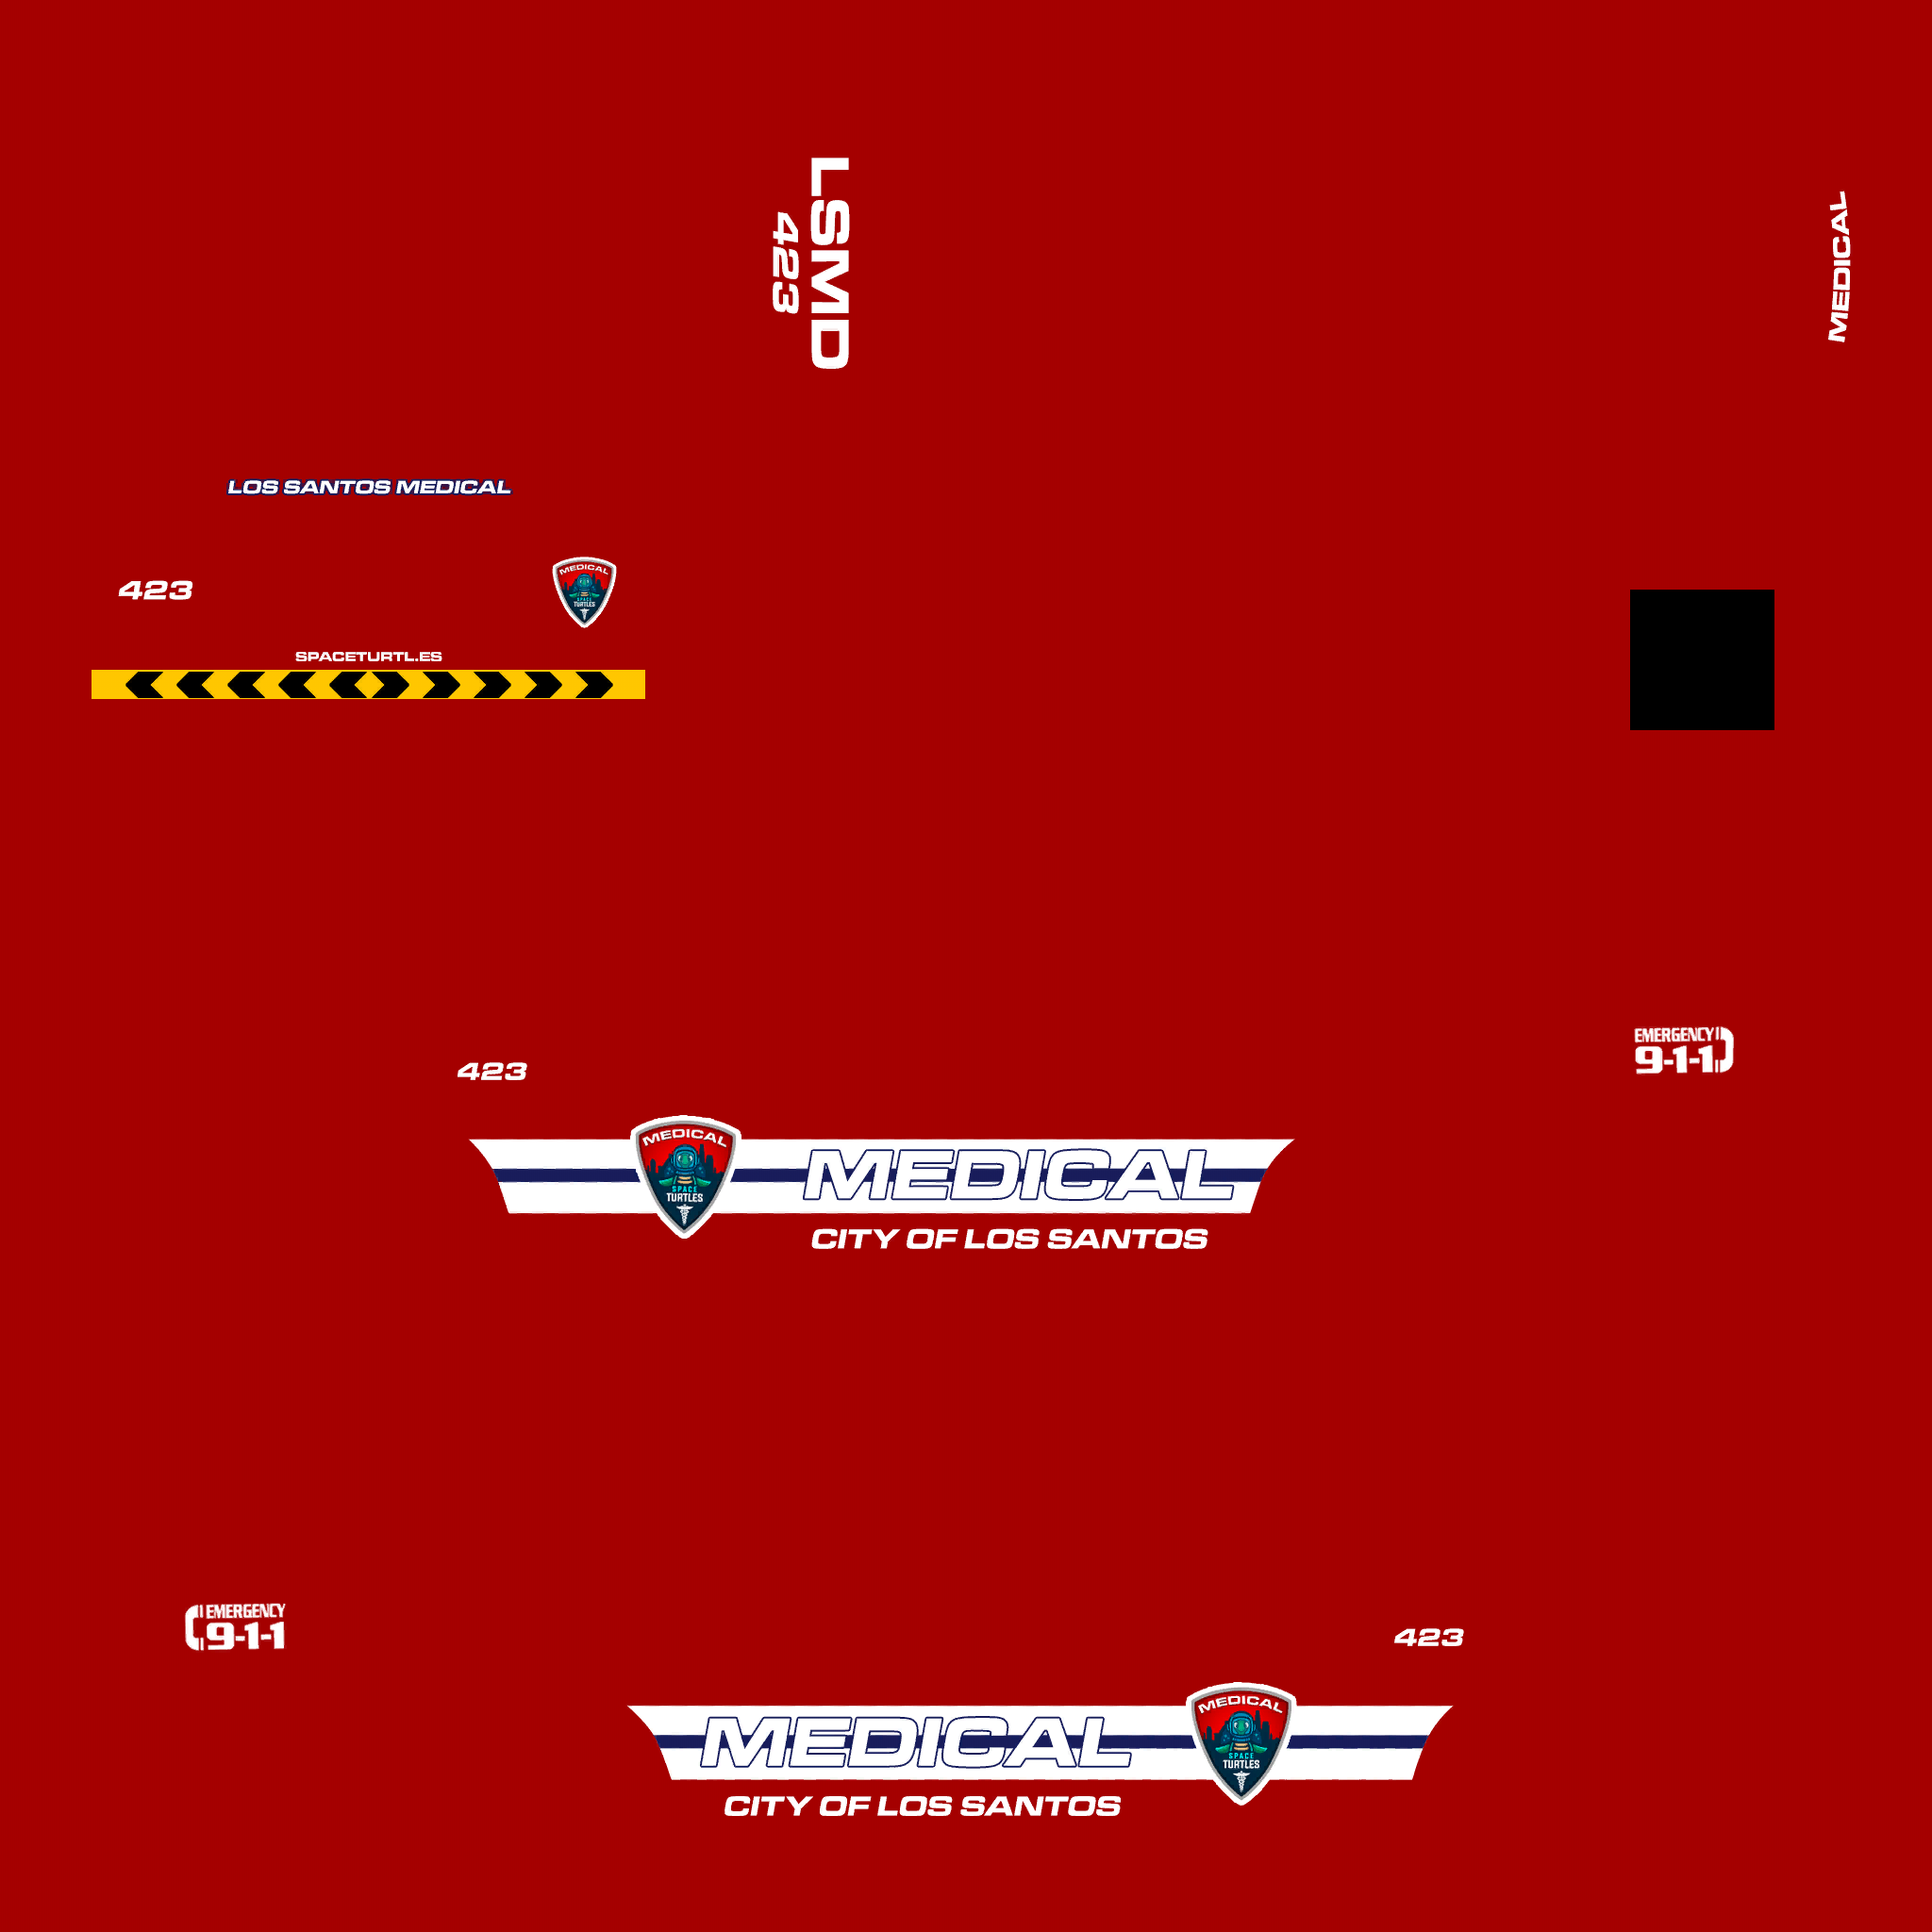 LSMD
423
MEDICAL
LOS SANTOS MEDICAL
423
MEDICAL
SPACE
TURTLES
SPACETURTL.ES
EMERGENCY
9-1-1
423
MEDICAL
SPACE
TURTLES
MEDICAL
CITY OF LOS SANTOS
EMERGENCY
9-1-1
423
MEDICAL
MEDICAL
SPACE
TURTLES
CITY OF LOS SANTOS